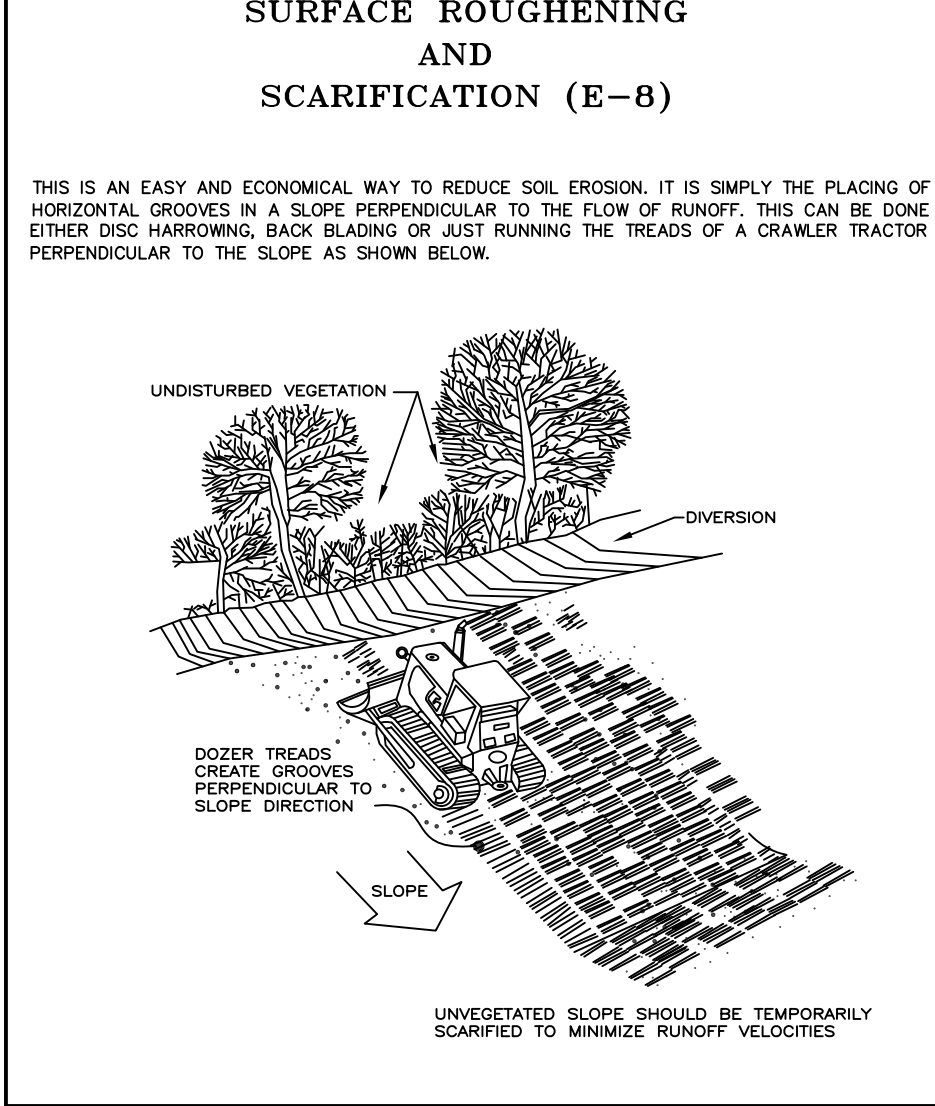 SURFACE ROUGHENING
AND
SCARIFICATION (E-8)
THIS IS AN EASY AND ECONOMICAL WAY TO REDUCE SOIL EROSION. IT IS SIMPLY THE PLACING OF
HORIZONTAL GROOVES IN A SLOPE PERPENDICULAR TO THE FLOW OF RUNOFF. THIS CAN BE DONE
EITHER DISC HARROWING, BACK BLADING OR JUST RUNNING THE TREADS OF A CRAWLER TRACTOR
PERPENDICULAR TO THE SLOPE AS SHOWN BELOW.
UNDISTURBED VEGETATION
DIVERSION
DOZER TREADS
CREATE GROOVES
PERPENDICULAR TO
SLOPE DIRECTION
SLOPE
UNVEGETATED SLOPE SHOULD BE TEMPORARILY
SCARIFIED TO MINIMIZE RUNOFF VELOCITIES